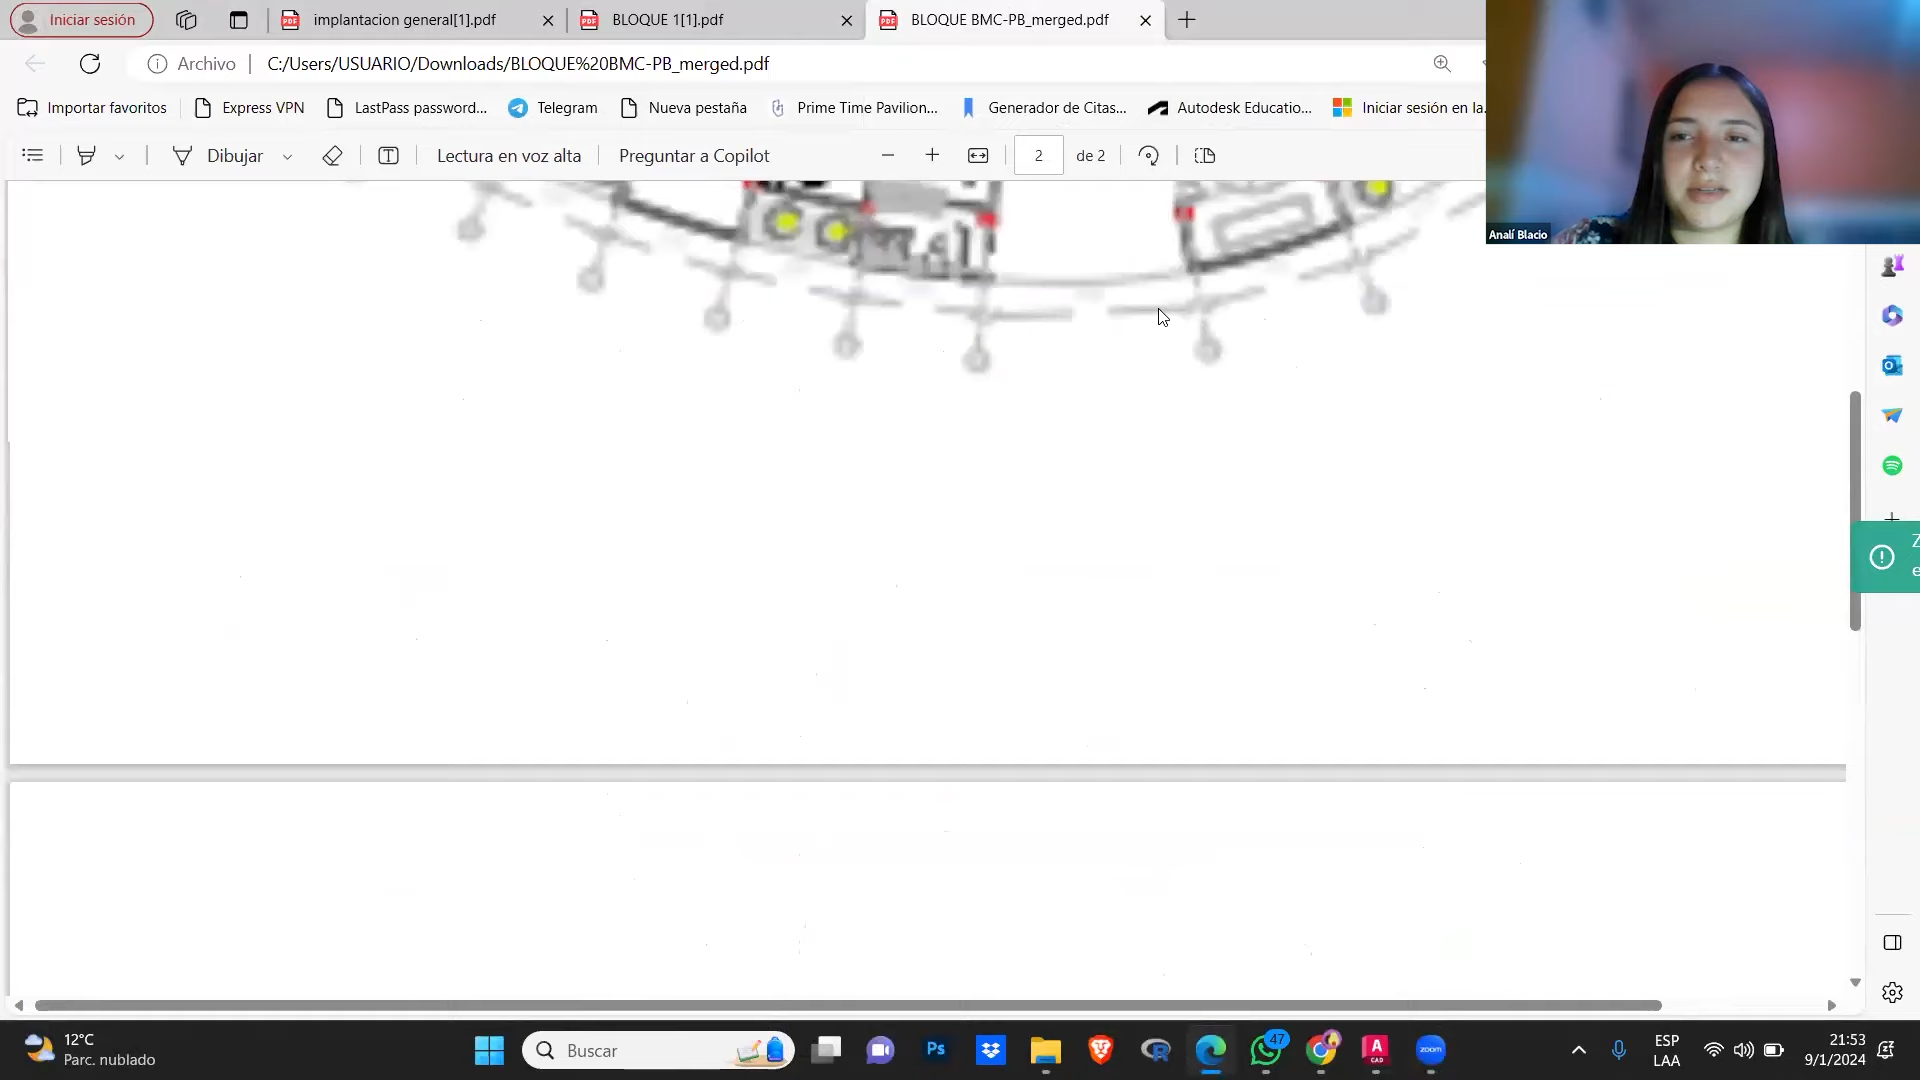 Iniciar sesión
implantacion general[1].pdf
BLOQUE 1[1].pdf
BLOQUE BMC-PB_merged.pdf
Archivo
C:/Users/USUARIO/Downloads/BLOQUE%20BMC-PB_merged.pdf
Importar favoritos
Express VPN
LastPass password...
Telegram
Nueva pestaña
Prime Time Pavilion...
Generador de Citas...
Autodesk Educatio...
Iniciar sesión en la
Dibujar
Lectura en voz alta
Preguntar a Copilot
2
de 2
Analí Blacio
12°C
Parc. nublado
Buscar
Ps
47
A
CAD
zoom
ESP
LAA
21:53
9/1/2024